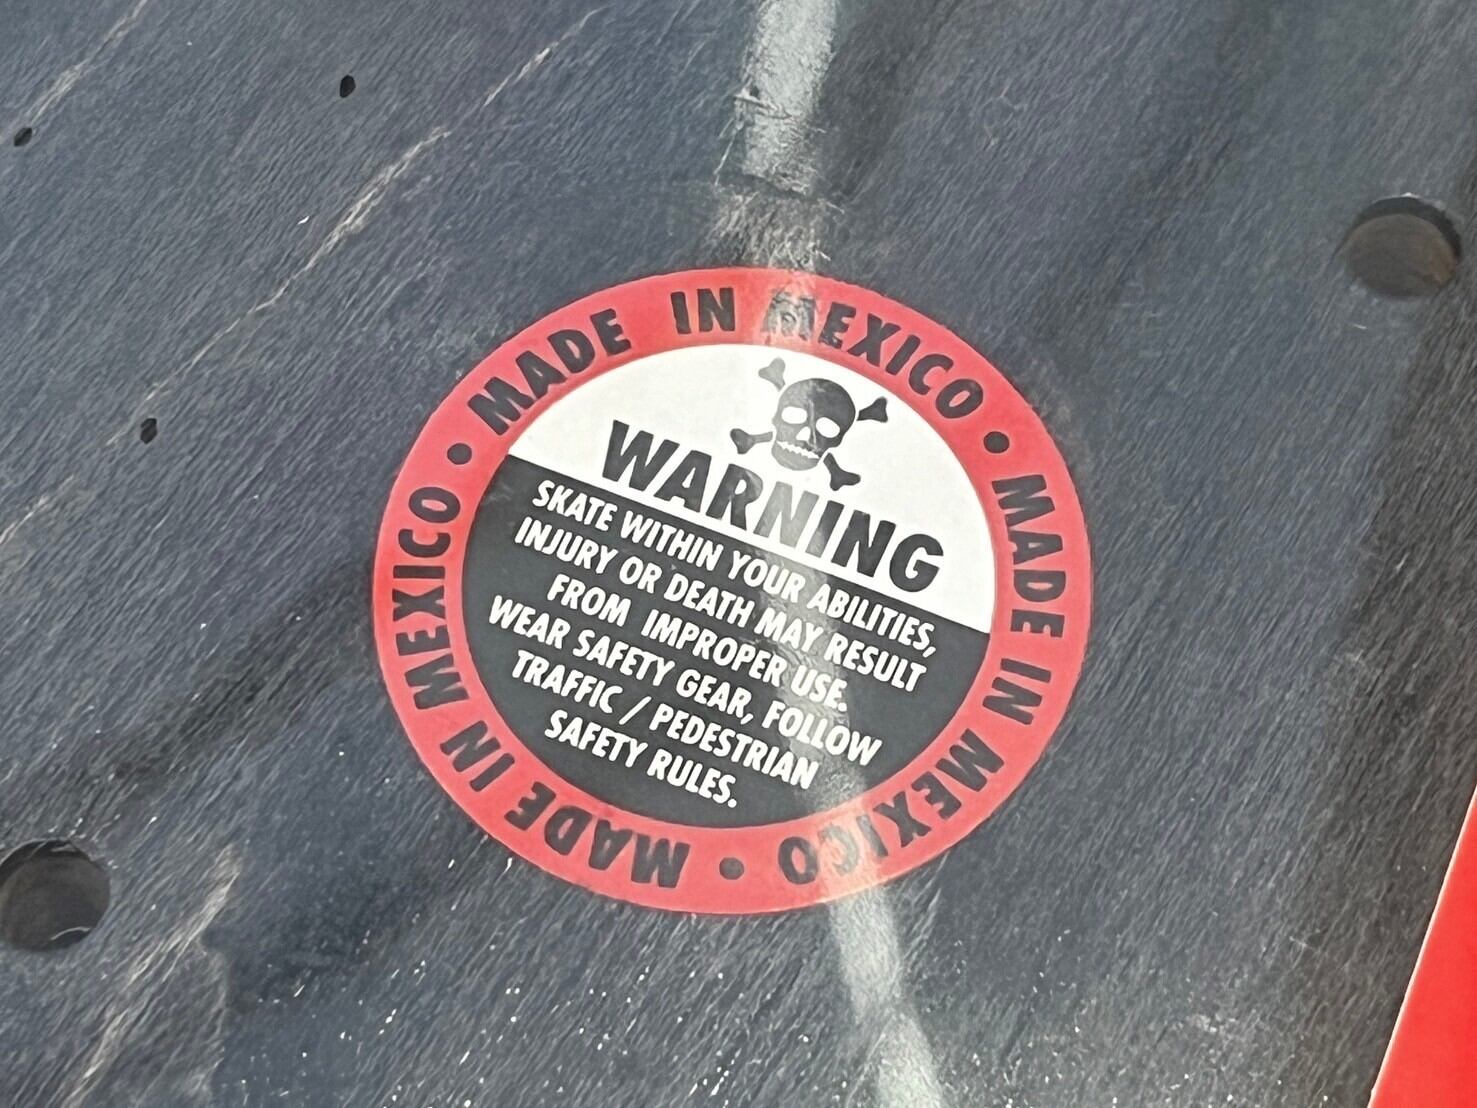 MADE IN MEXICO • MADE IN MEXICO • MADE IN MEXICO •
WARNING
SKATE WITHIN YOUR ABILITIES,
INJURY OR DEATH MAY RESULT
FROM IMPROPER USE.
WEAR SAFETY GEAR, FOLLOW
TRAFFIC / PEDESTRIAN
SAFETY RULES.